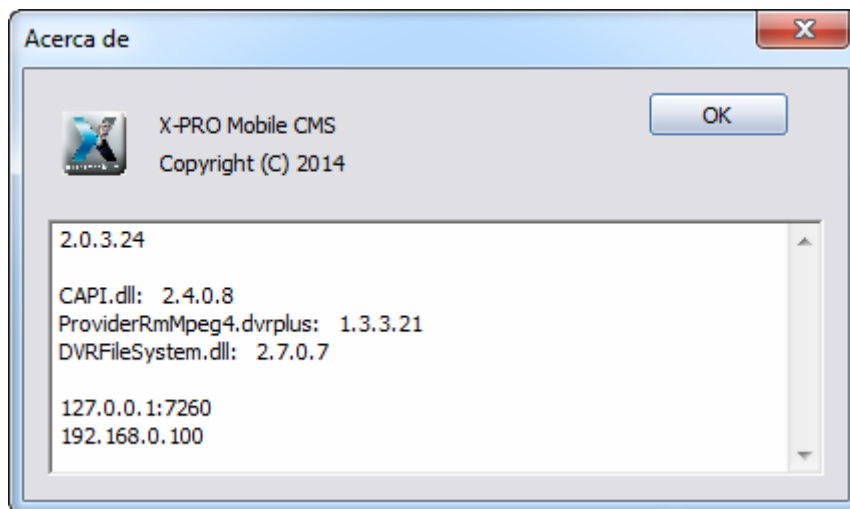 Acerca de
X-PRO Mobile CMS
OK
Copyright (C) 2014
2.0.3.24
CAPI.dll: 2.4.0.8
ProviderRmMpeg4.dvrplus: 1.3.3.21
DVRFileSystem.dll: 2.7.0.7
127.0.0.1:7260
192.168.0.100